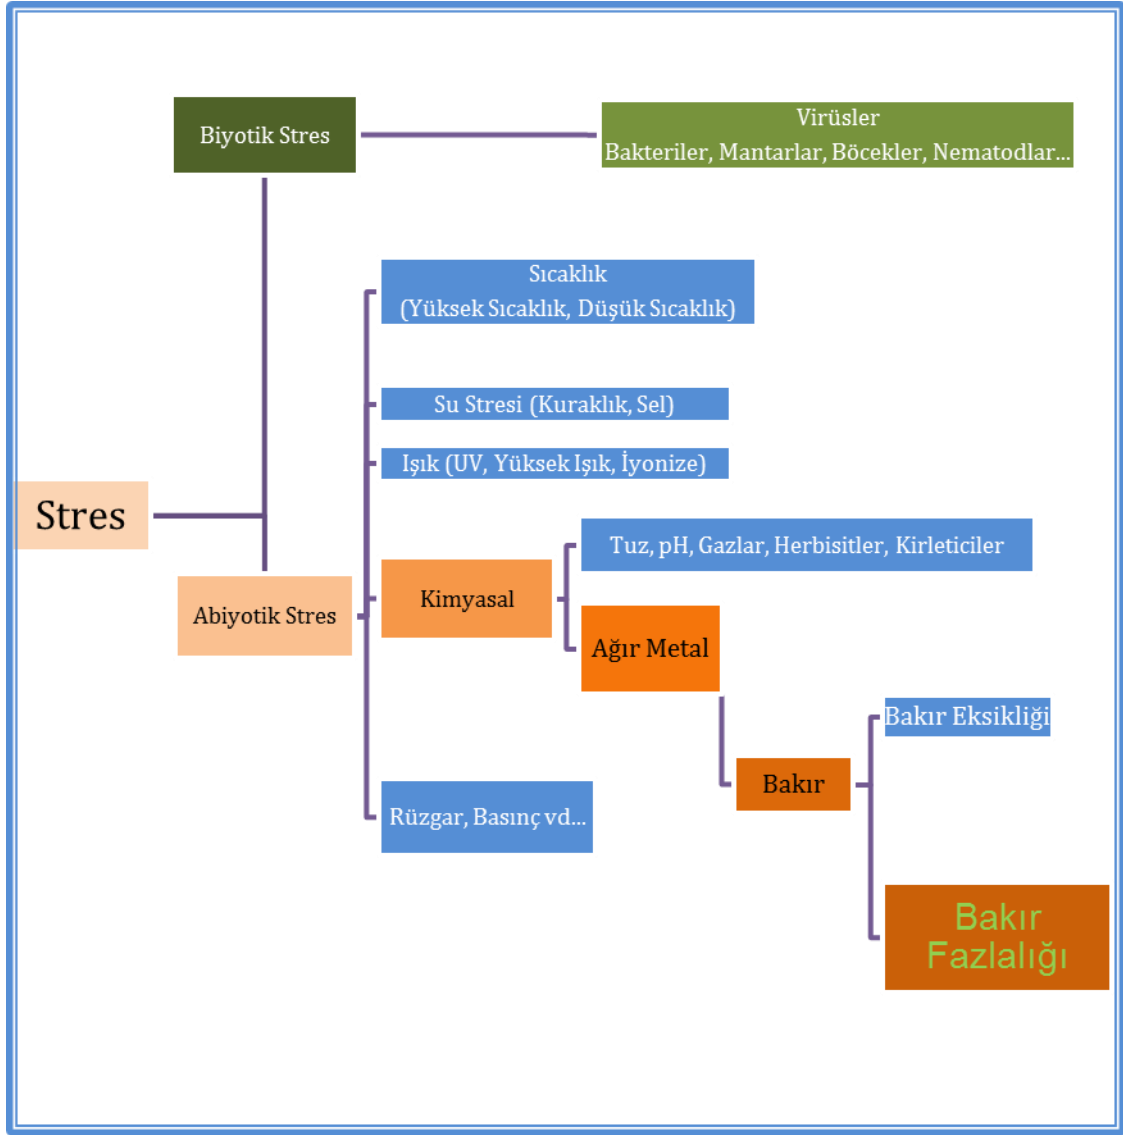 Biyotik Stres
Virüsler
Bakteriler, Mantarlar, Böcekler, Nematodlar...
Sıcaklık
(Yüksek Sıcaklık, Düşük Sıcaklık)
Su Stresi (Kuraklık, Sel)
Işık (UV, Yüksek Işık, İyonize)
Stres
Tuz, pH, Gazlar, Herbisitler, Kirleticiler
Abiyotik Stres
Kimyasal
Ağır Metal
Bakır Eksikliği
Bakır
Rüzgar, Basınç vd...
Bakır
Fazlalığı